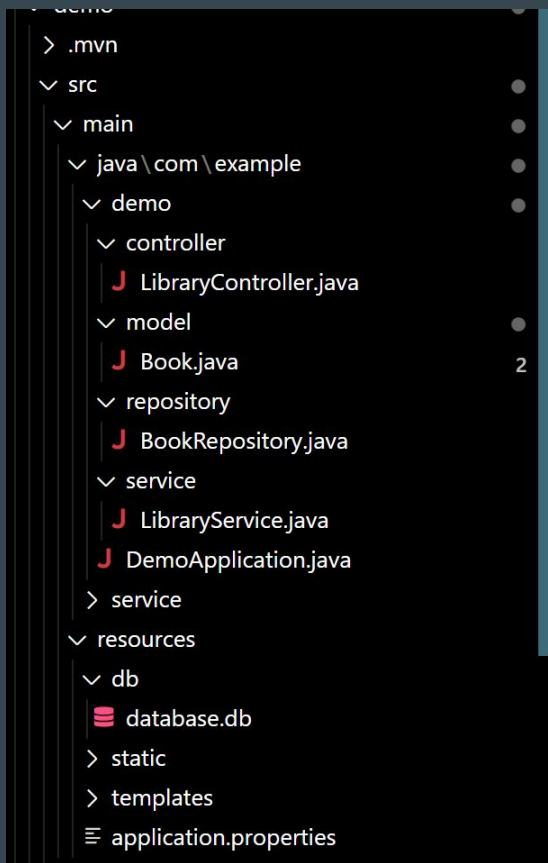 demo
.mvn
src
main
java\com\example
demo
controller
LibraryController.java
model
Book.java 2
repository
BookRepository.java
service
LibraryService.java
DemoApplication.java
service
resources
db
database.db
static
templates
application.properties